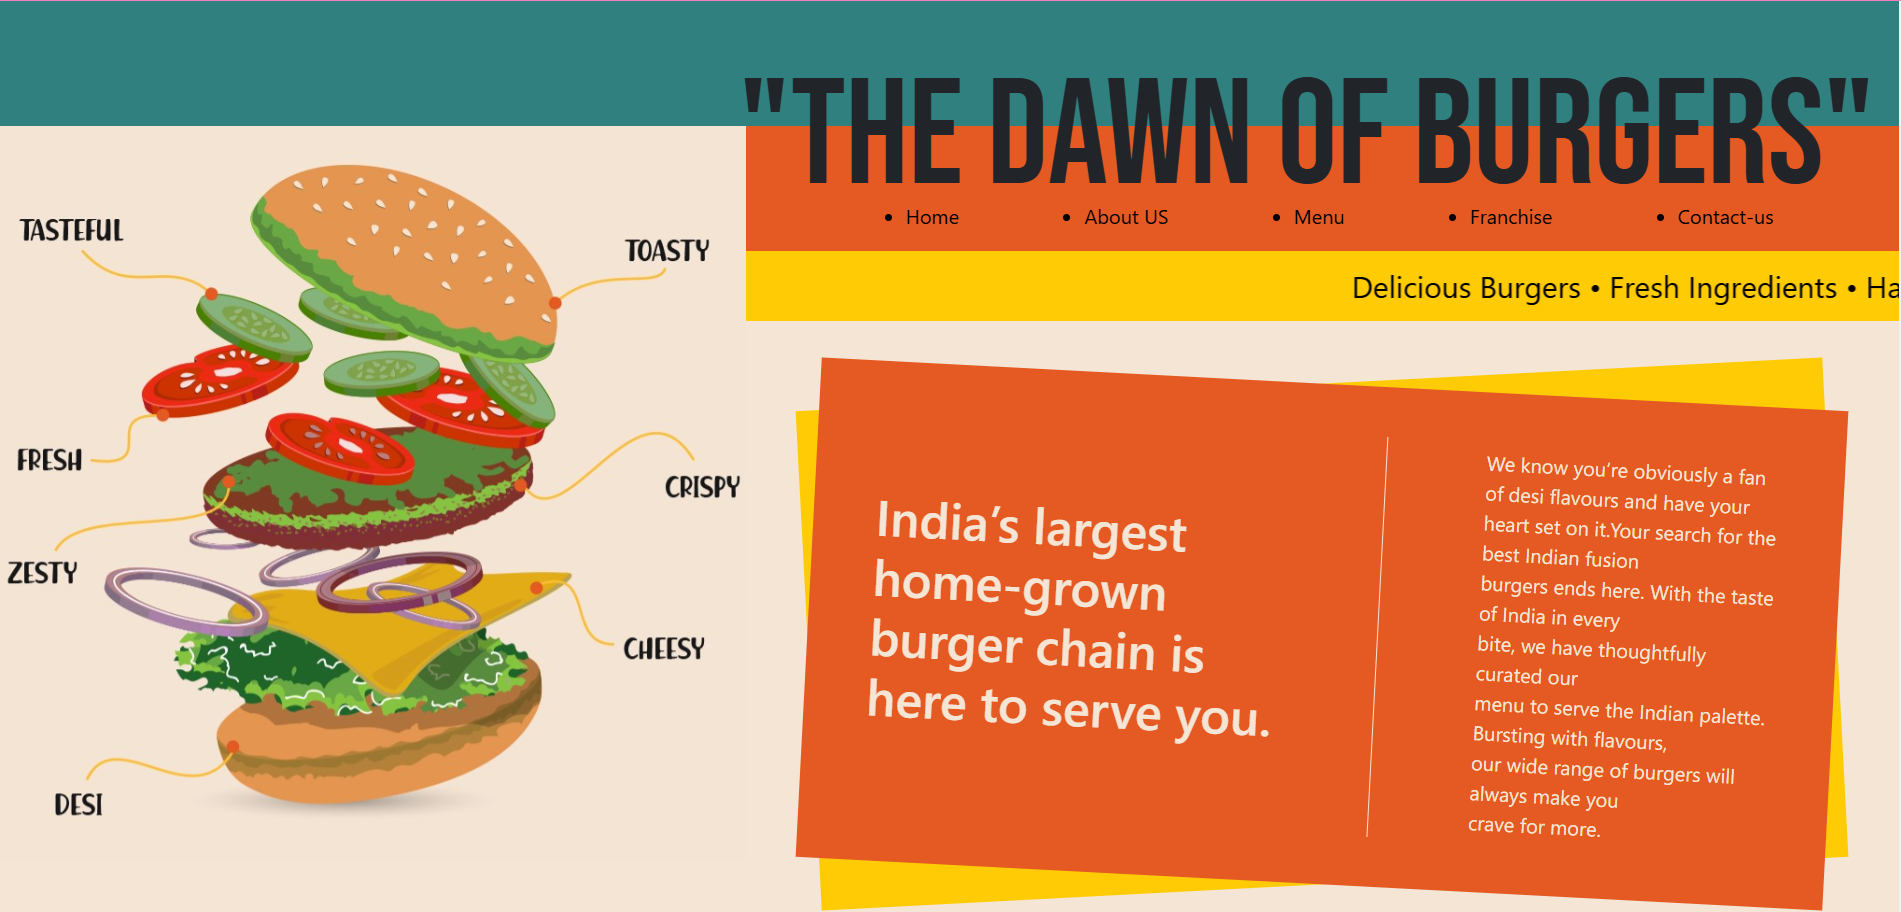 "THE DAWN OF BURGERS"
• Home • About US • Menu • Franchise • Contact-us
Delicious Burgers • Fresh Ingredients • Ha
TASTEFUL
TOASTY
FRESH
CRISPY
ZESTY
CHEESY
DESI
India’s largest
home-grown
burger chain is
here to serve you.
We know you’re obviously a fan
of desi flavours and have your
heart set on it.Your search for the
best Indian fusion
burgers ends here. With the taste
of India in every
bite, we have thoughtfully
curated our
menu to serve the Indian palette.
Bursting with flavours,
our wide range of burgers will
always make you
crave for more.